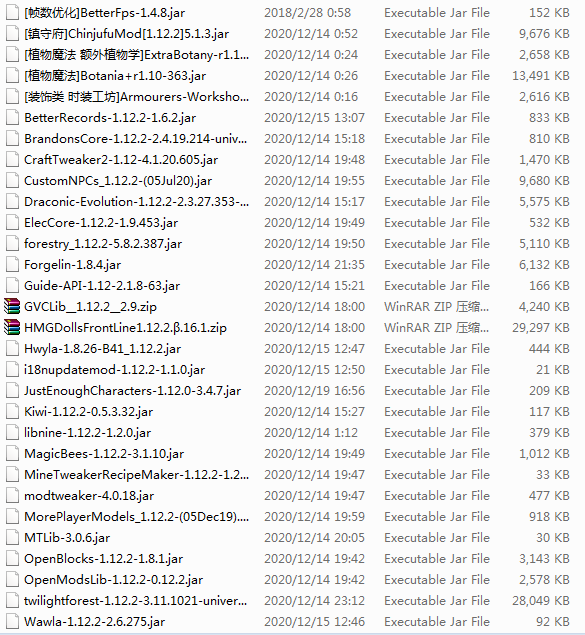 [帧数优化]BetterFps-1.4.8.jar 2018/2/28 0:58 Executable Jar File 152 KB
[镇守府]ChinjufuMod[1.12.2]5.1.3.jar 2020/12/14 0:52 Executable Jar File 9,676 KB
[植物魔法 额外植物学]ExtraBotany-r1.1... 2020/12/14 0:24 Executable Jar File 2,658 KB
[植物魔法]Botania+r1.10-363.jar 2020/12/14 0:26 Executable Jar File 13,491 KB
[装饰类 时装工坊]Armourers-Worksho... 2020/12/14 0:16 Executable Jar File 2,616 KB
BetterRecords-1.12.2-1.6.2.jar 2020/12/15 13:07 Executable Jar File 833 KB
BrandonsCore-1.12.2-2.4.19.214-univ... 2020/12/14 15:18 Executable Jar File 810 KB
CraftTweaker2-1.12-4.1.20.605.jar 2020/12/14 19:48 Executable Jar File 1,470 KB
CustomNPCs_1.12.2-(05Jul20).jar 2020/12/14 19:55 Executable Jar File 9,680 KB
Draconic-Evolution-1.12.2-2.3.27.353-... 2020/12/14 15:17 Executable Jar File 5,575 KB
ElecCore-1.12.2-1.9.453.jar 2020/12/14 19:49 Executable Jar File 532 KB
forestry_1.12.2-5.8.2.387.jar 2020/12/14 19:50 Executable Jar File 5,110 KB
Forgelin-1.8.4.jar 2020/12/14 21:35 Executable Jar File 6,132 KB
Guide-API-1.12-2.1.8-63.jar 2020/12/14 15:21 Executable Jar File 166 KB
GVCLib__1.12.2__2.9.zip 2020/12/14 18:00 WinRAR ZIP 压缩... 4,240 KB
HMGDollsFrontLine1.12.2.β.16.1.zip 2020/12/14 18:00 WinRAR ZIP 压缩... 29,297 KB
Hwyla-1.8.26-B41_1.12.2.jar 2020/12/15 12:47 Executable Jar File 444 KB
i18nupdatemod-1.12.2-1.1.0.jar 2020/12/15 12:50 Executable Jar File 21 KB
JustEnoughCharacters-1.12.0-3.4.7.jar 2020/12/19 16:56 Executable Jar File 209 KB
Kiwi-1.12.2-0.5.3.32.jar 2020/12/14 15:27 Executable Jar File 117 KB
libnine-1.12.2-1.2.0.jar 2020/12/14 1:12 Executable Jar File 379 KB
MagicBees-1.12.2-3.1.10.jar 2020/12/14 19:49 Executable Jar File 1,012 KB
MineTweakerRecipeMaker-1.12.2-1.2... 2020/12/14 19:47 Executable Jar File 33 KB
modtweaker-4.0.18.jar 2020/12/14 19:47 Executable Jar File 477 KB
MorePlayerModels_1.12.2-(05Dec19).... 2020/12/14 19:59 Executable Jar File 918 KB
MTLib-3.0.6.jar 2020/12/14 20:05 Executable Jar File 30 KB
OpenBlocks-1.12.2-1.8.1.jar 2020/12/14 19:42 Executable Jar File 3,143 KB
OpenModsLib-1.12.2-0.12.2.jar 2020/12/14 19:42 Executable Jar File 2,578 KB
twilightforest-1.12.2-3.11.1021-univer... 2020/12/14 23:12 Executable Jar File 28,049 KB
Wawla-1.12.2-2.6.275.jar 2020/12/15 12:46 Executable Jar File 92 KB